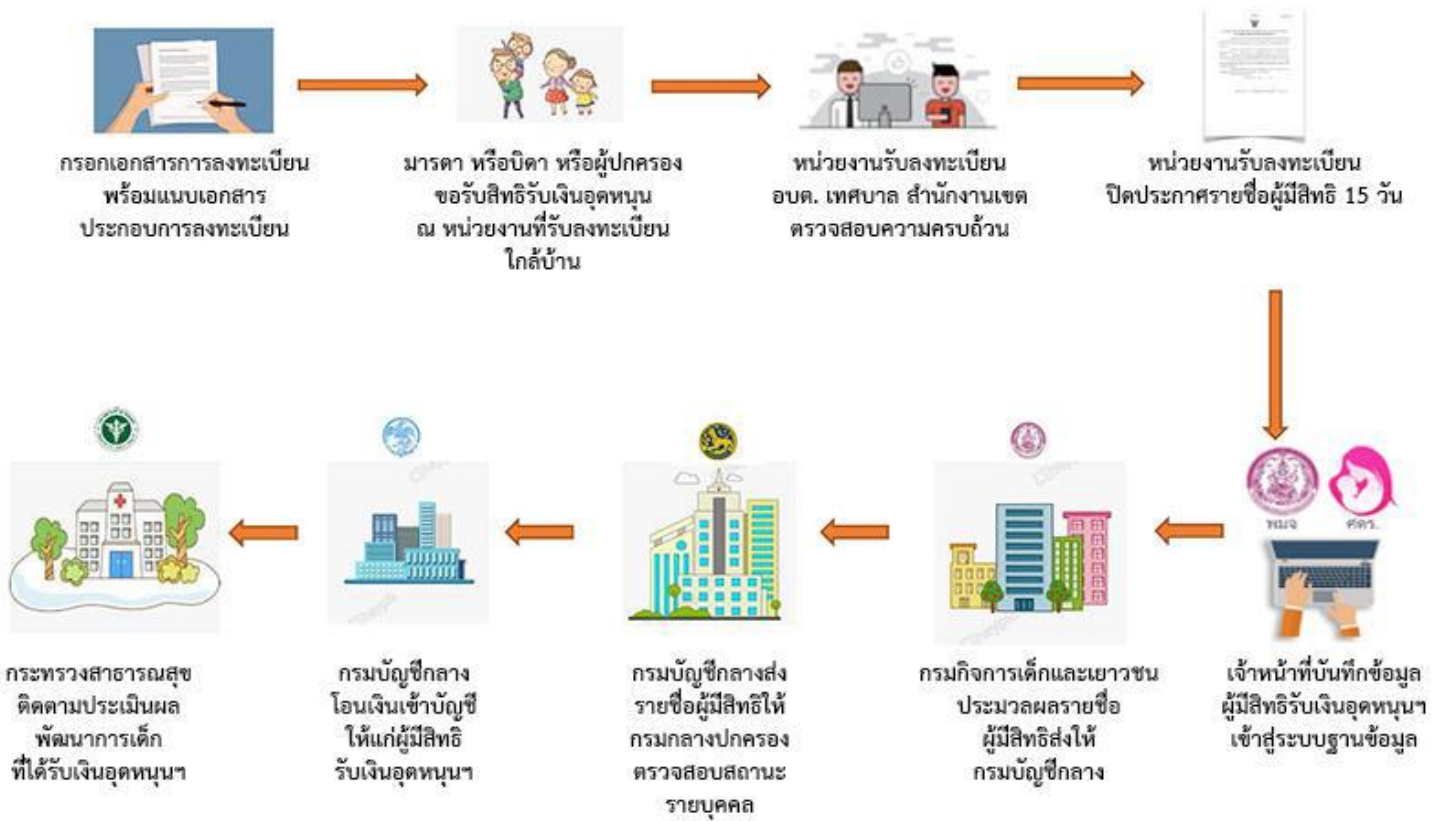 กรอกเอกสารการลงทะเบียน
พร้อมแนบเอกสาร
ประกอบการลงทะเบียน
มารดา หรือบิดา หรือผู้ปกครอง
ขอรับสิทธิรับเงินอุดหนุน
ณ หน่วยงานที่รับลงทะเบียน
ใกล้บ้าน
หน่วยงานรับลงทะเบียน
อบต. เทศบาล สำนักงานเขต
ตรวจสอบความครบถ้วน
หน่วยงานรับลงทะเบียน
ปิดประกาศรายชื่อผู้มีสิทธิ 15 วัน
พมจ
ศดร.
เจ้าหน้าที่บันทึกข้อมูล
ผู้มีสิทธิรับเงินอุดหนุนฯ
เข้าสู่ระบบฐานข้อมูล
กรมกิจการเด็กและเยาวชน
ประมวลผลรายชื่อ
ผู้มีสิทธิส่งให้
กรมบัญชีกลาง
กรมบัญชีกลางส่ง
รายชื่อผู้มีสิทธิให้
กรมกลางปกครอง
ตรวจสอบสถานะ
รายบุคคล
กรมบัญชีกลาง
โอนเงินเข้าบัญชี
ให้แก่ผู้มีสิทธิ
รับเงินอุดหนุนฯ
กระทรวงสาธารณสุข
ติดตามประเมินผล
พัฒนาการเด็ก
ที่ได้รับเงินอุดหนุนฯ